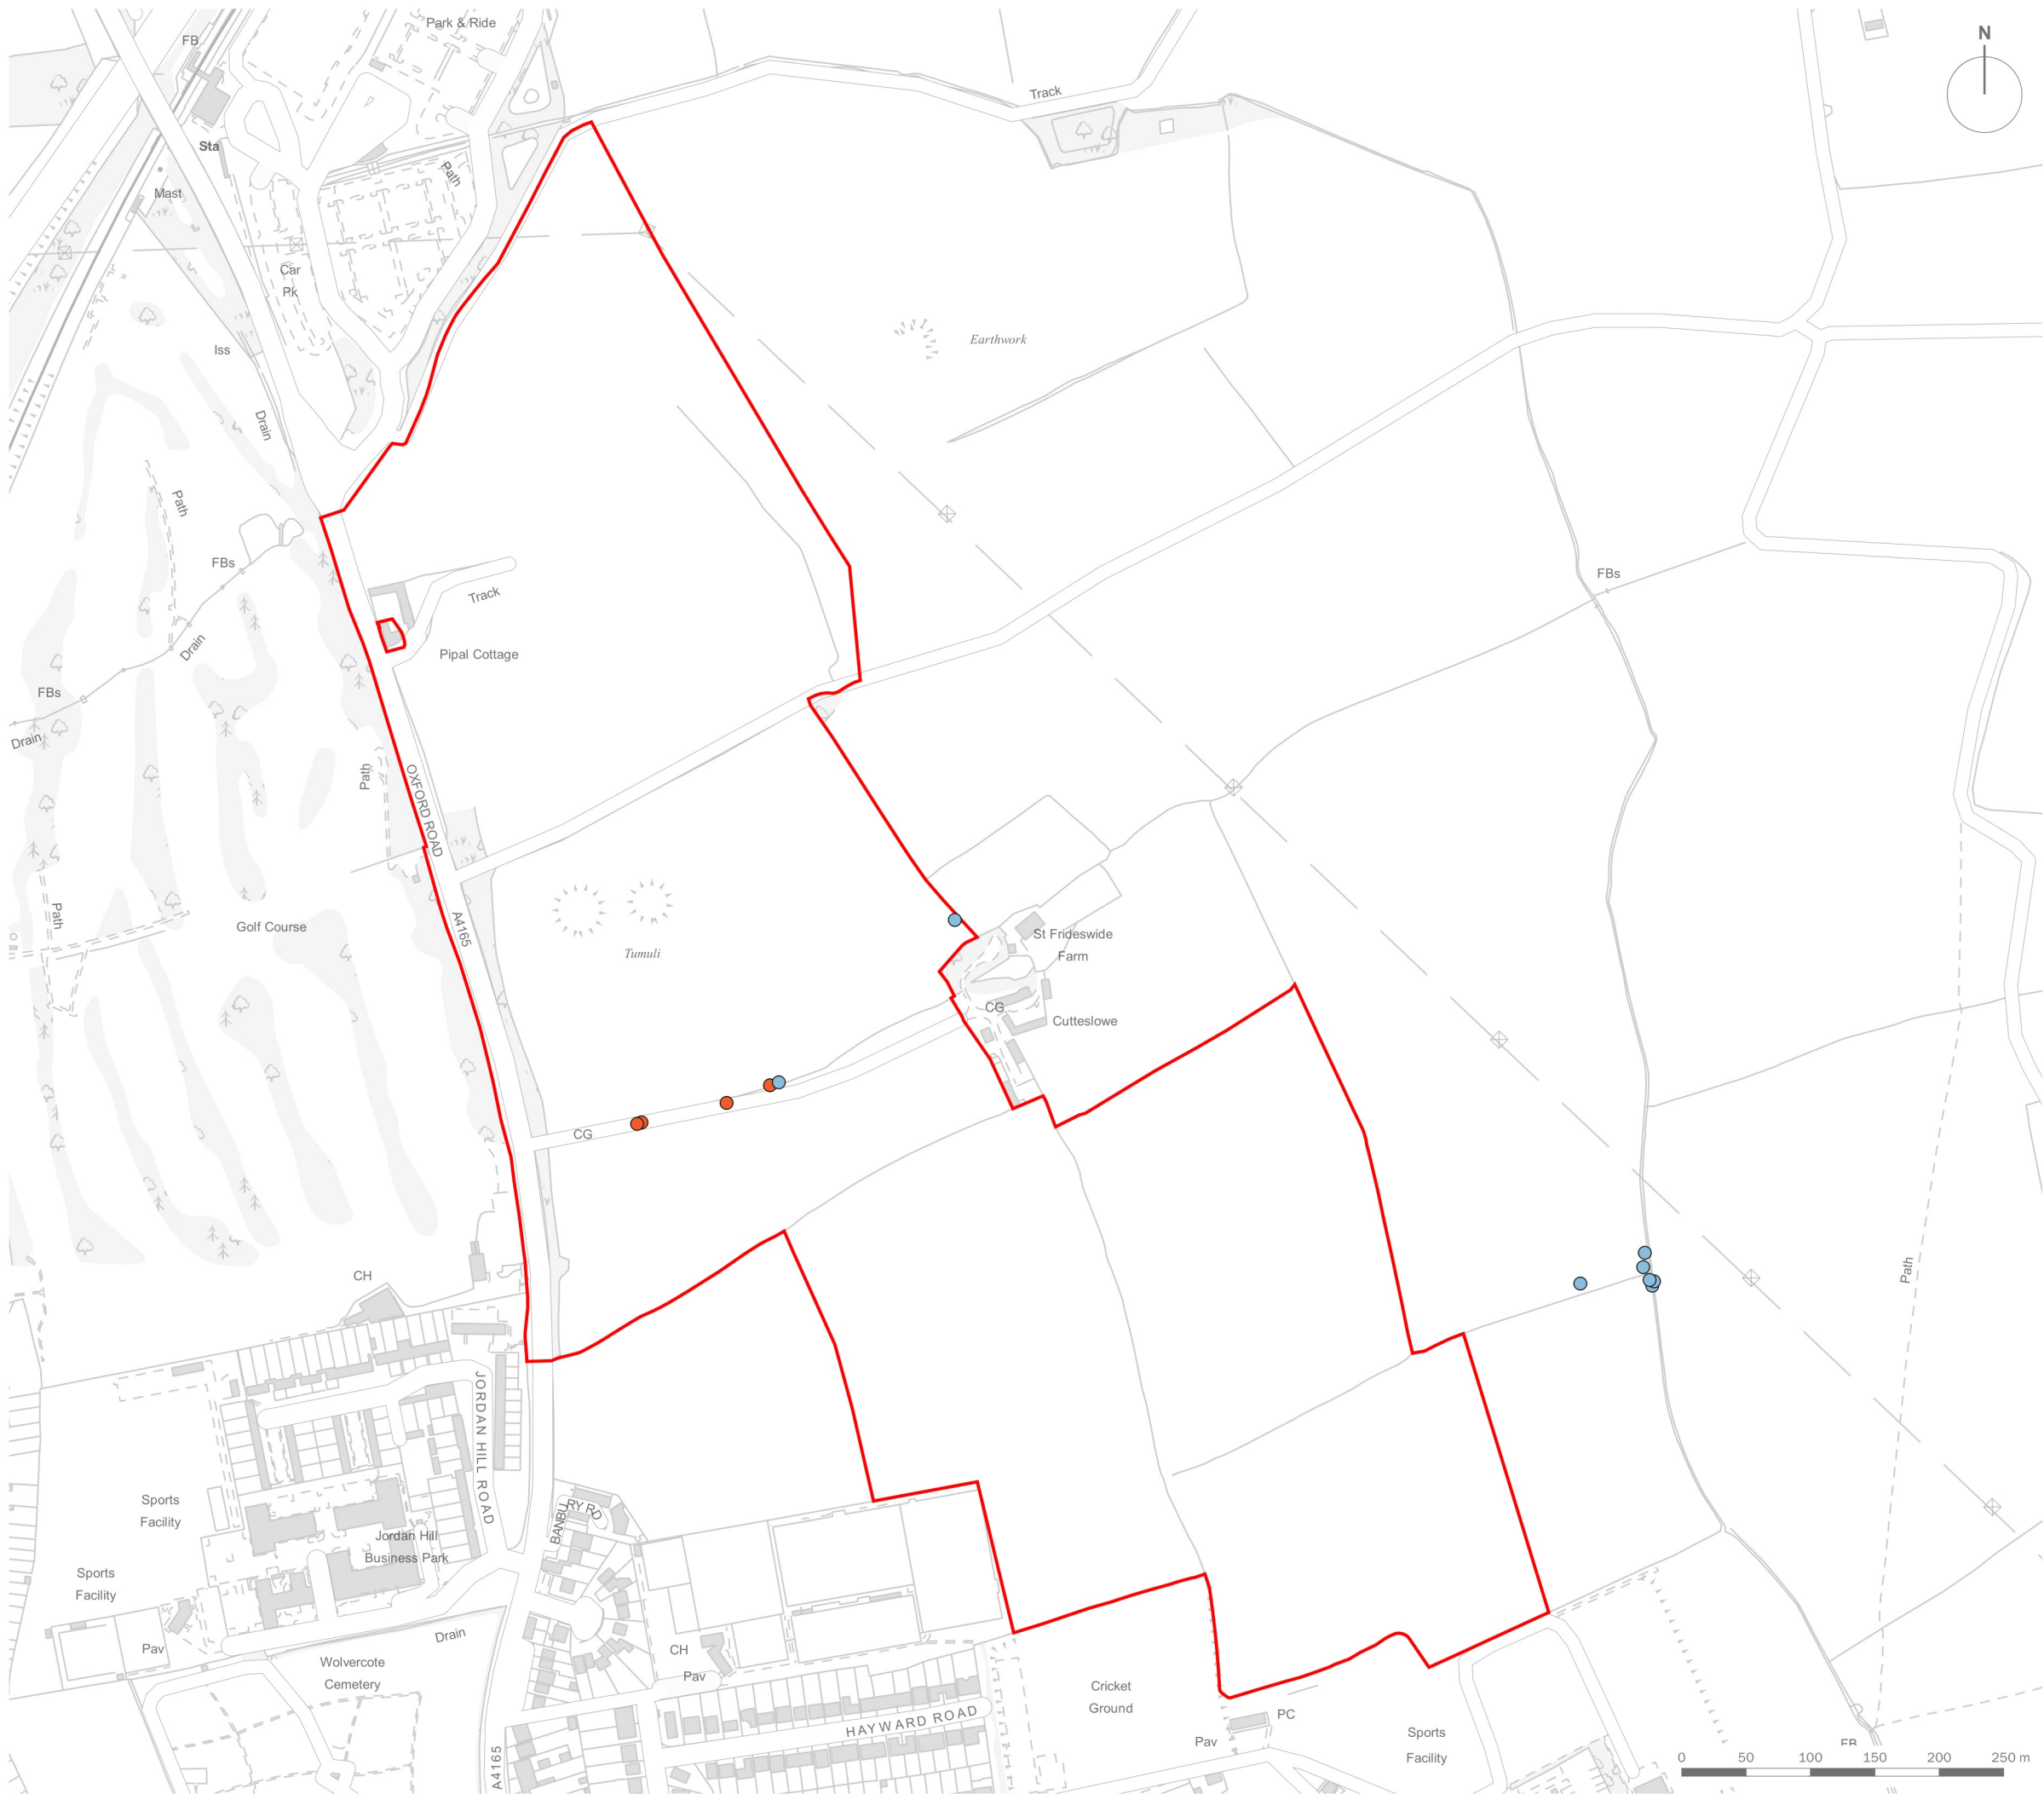 Park & Ride
FB
N
Track
Sta
Path
Mast
Car
Pk
Earthwork
Iss
Drain
Path
FBs
FBs
Track
Drain
Pipal Cottage
FBs
Drain
Path
OXFORD ROAD
Path
A4165
Golf Course
Tumuli
St Frideswide
Farm
CG
Cutteslowe
CG
Path
CH
JORDAN HILL ROAD
Sports
Facility
BANBU
RY RD
Jordan Hill
Business Park
Sports
Facility
Drain
Pav
CH
Wolvercote
Cemetery
Pav
Cricket
Ground
HAYWARD ROAD
PC
Pav
Sports
Facility
FB
A4165
0 50 100 150 200 250 m